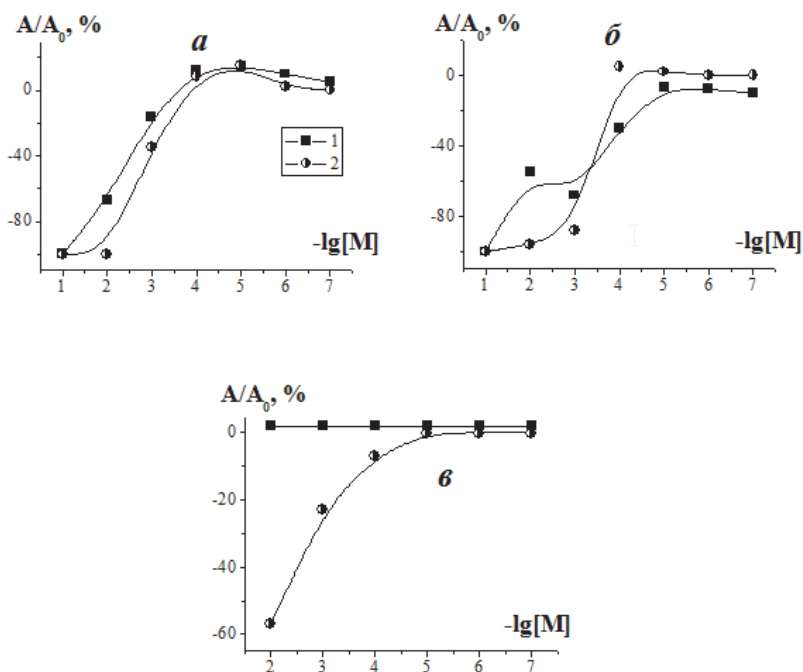 A/A₀, %
а
0
-40
-80
1
2
-lg[M]
1 2 3 4 5 6 7
A/A₀, %
б
0
-40
-80
-lg[M]
1 2 3 4 5 6 7
A/A₀, %
0
-20
-40
-60
в
-lg[M]
2 3 4 5 6 7